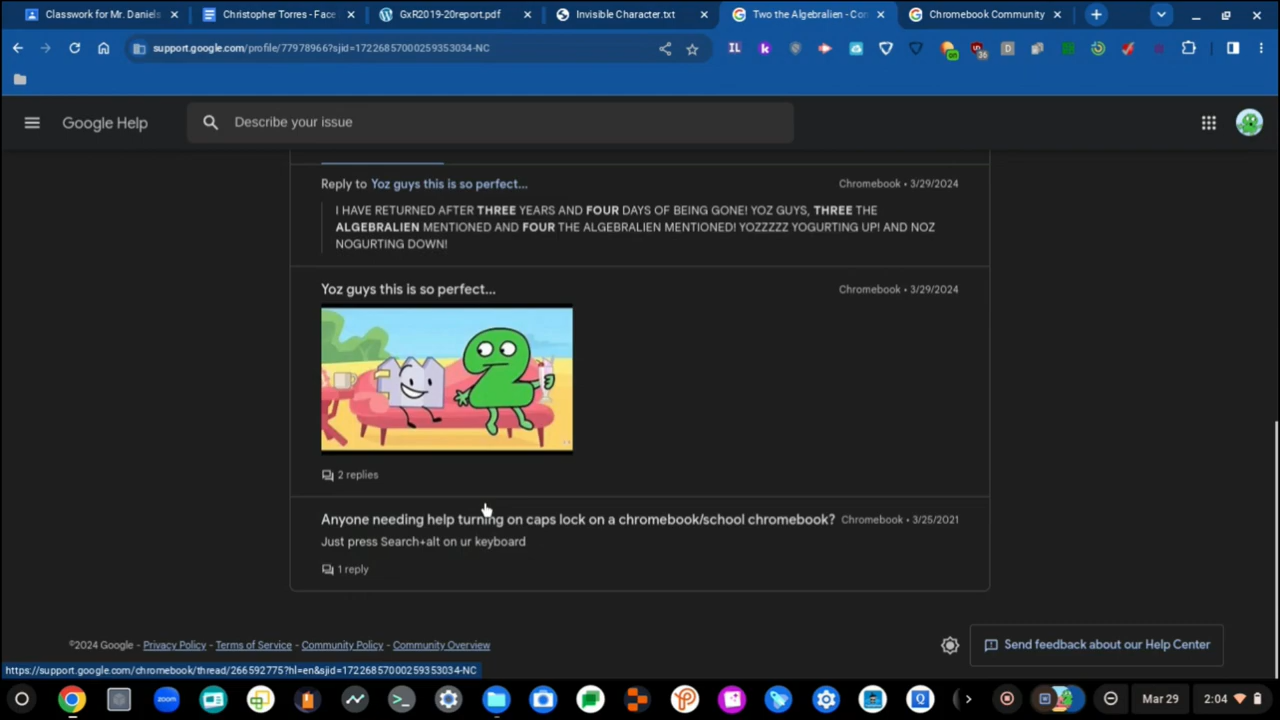 Classwork for Mr. Daniels
Christopher Torres - Face
GxR2019-20report.pdf
Invisible Character.txt
Two the Algebralien - Con
Chromebook Community
support.google.com/profile/77978966?sjid=17226857000259353034-NC
Google Help
Describe your issue
Reply to Yoz guys this is so perfect...
Chromebook • 3/29/2024
I HAVE RETURNED AFTER THREE YEARS AND FOUR DAYS OF BEING GONE! YOZ GUYS, THREE THE
ALGEBRALIEN MENTIONED AND FOUR THE ALGEBRALIEN MENTIONED! YOZZZZZ YOGURTING UP! AND NOZ
NOGURTING DOWN!
Yoz guys this is so perfect...
Chromebook • 3/29/2024
2 replies
Anyone needing help turning on caps lock on a chromebook/school chromebook?
Chromebook • 3/25/2021
Just press Search+alt on ur keyboard
1 reply
©2024 Google - Privacy Policy - Terms of Service - Community Policy - Community Overview
Send feedback about our Help Center
https://support.google.com/chromebook/thread/266592775?hl=en&sjid=17226857000259353034-NC
zoom
Mar 29
2:04